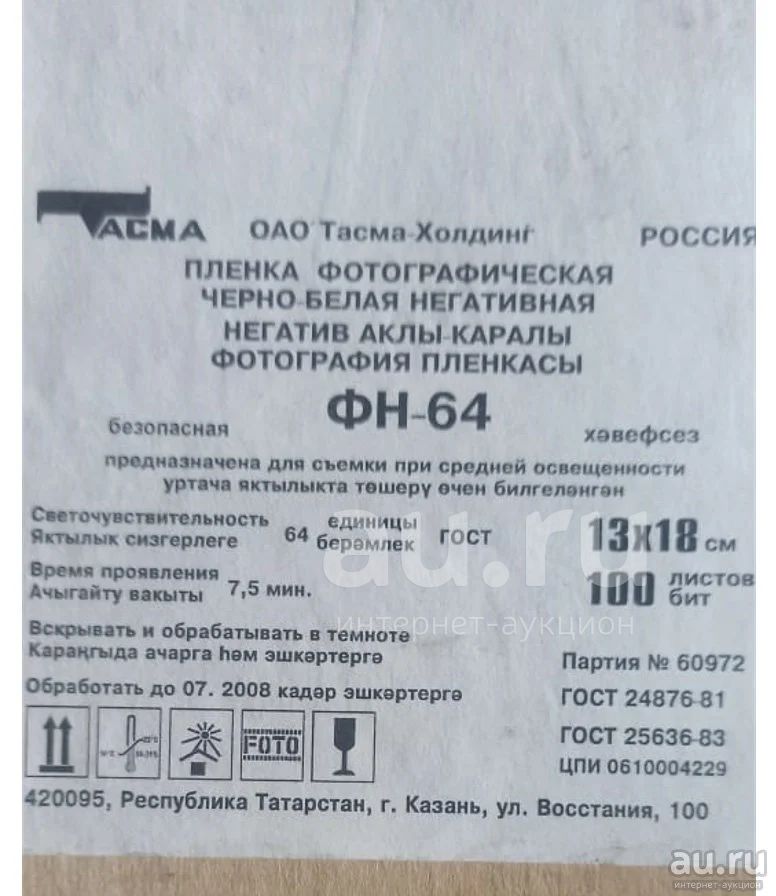 ТАСМА ОАО Тасма-Холдинг РОССИЯ
ПЛЕНКА ФОТОГРАФИЧЕСКАЯ
ЧЕРНО-БЕЛАЯ НЕГАТИВНАЯ
НЕГАТИВ АКЛЫ-КАРАЛЫ
ФОТОГРАФИЯ ПЛЕНКАСЫ
ФН-64
безопасная хәвефсез
предназначена для съемки при средней освещенности
уртача яктылыкта төшерү өчен билгеләнгән
Светочувствительность 64 единицы ГОСТ 13х18 см
Яктылык сизгерлеге берәмлек
Время проявления 7,5 мин. 100 листов
Ачыгайту вакыты бит
Вскрывать и обрабатывать в темноте
Караңгыда ачарга һәм эшкәртергә
Партия № 60972
Обработать до 07. 2008 кадәр эшкәртергә
ГОСТ 24876-81
ГОСТ 25636-83
ЦПИ 0610004229
FOTO
420095, Республика Татарстан, г. Казань, ул. Восстания, 100
au.ru
интернет-аукцион
au.ru
интернет-аукцион